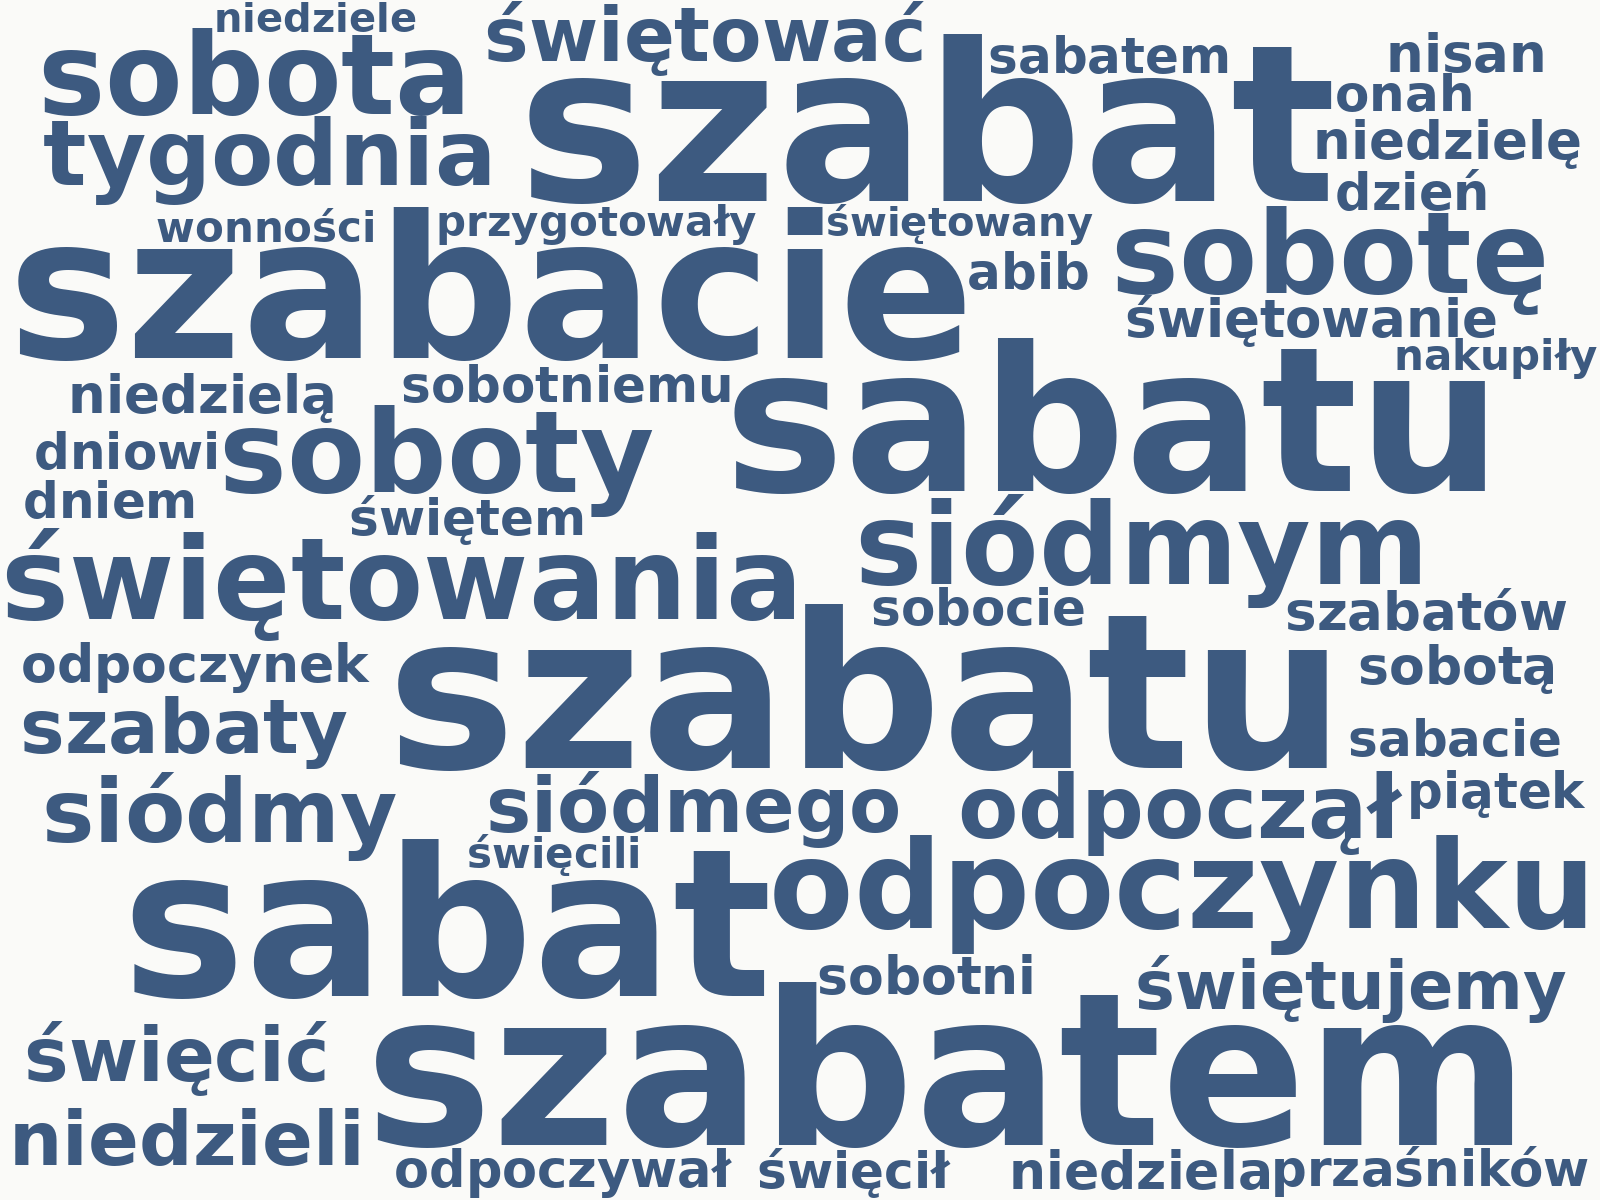 niedziele
świętować
sobota
sabatem
nisan
szabat
onah
tygodnia
niedzielę
dzień
wonności
przygotowały
świętowany
szabacie
abib
sobotę
świętowanie
nakupiły
niedzielą
sobotniemu
sabatu
dniowi
soboty
dniem
świętem
siódmym
świętowania
sobocie
szabatów
odpoczynek
szabatu
sobotą
szabaty
sabacie
siódmy
siódmego
odpoczął
piątek
święcili
sabat
odpoczynku
sobotni
świętujemy
święcić
szabatem
niedzieli
odpoczywał
święcił
niedziela
przaśników